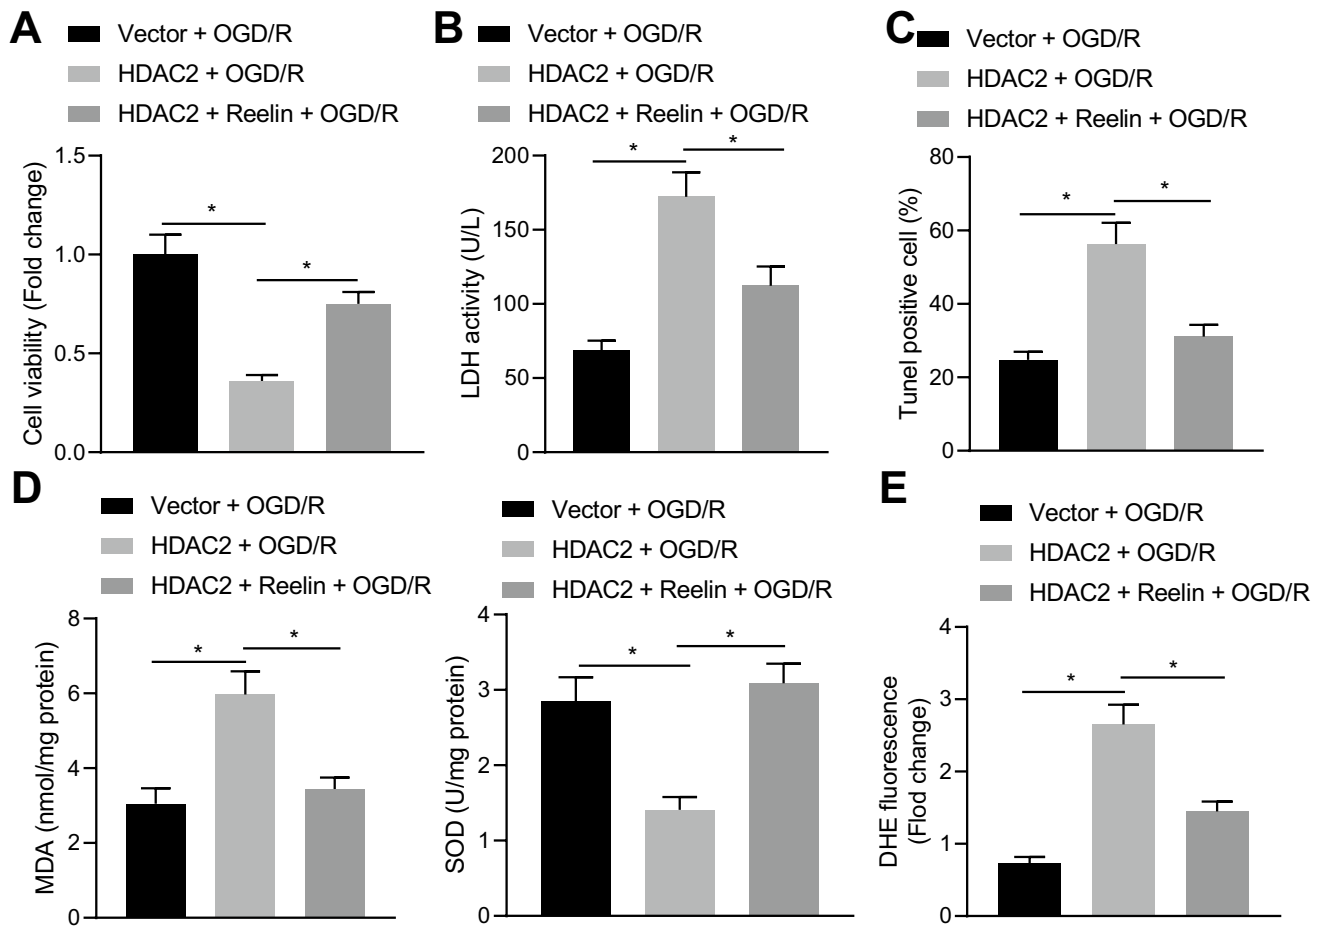 A
Vector + OGD/R
HDAC2 + OGD/R
HDAC2 + Reelin + OGD/R
Cell viability (Fold change)
1.5
1.0
0.5
0.0
*
*
B
Vector + OGD/R
HDAC2 + OGD/R
HDAC2 + Reelin + OGD/R
LDH activity (U/L)
200
150
100
50
0
*
*
C
Vector + OGD/R
HDAC2 + OGD/R
HDAC2 + Reelin + OGD/R
Tunel positive cell (%)
80
60
40
20
0
*
*
D
Vector + OGD/R
HDAC2 + OGD/R
HDAC2 + Reelin + OGD/R
MDA (nmol/mg protein)
8
6
4
2
0
*
*
Vector + OGD/R
HDAC2 + OGD/R
HDAC2 + Reelin + OGD/R
SOD (U/mg protein)
4
3
2
1
0
*
*
E
Vector + OGD/R
HDAC2 + OGD/R
HDAC2 + Reelin + OGD/R
DHE fluorescence
(Flod change)
4
3
2
1
0
*
*